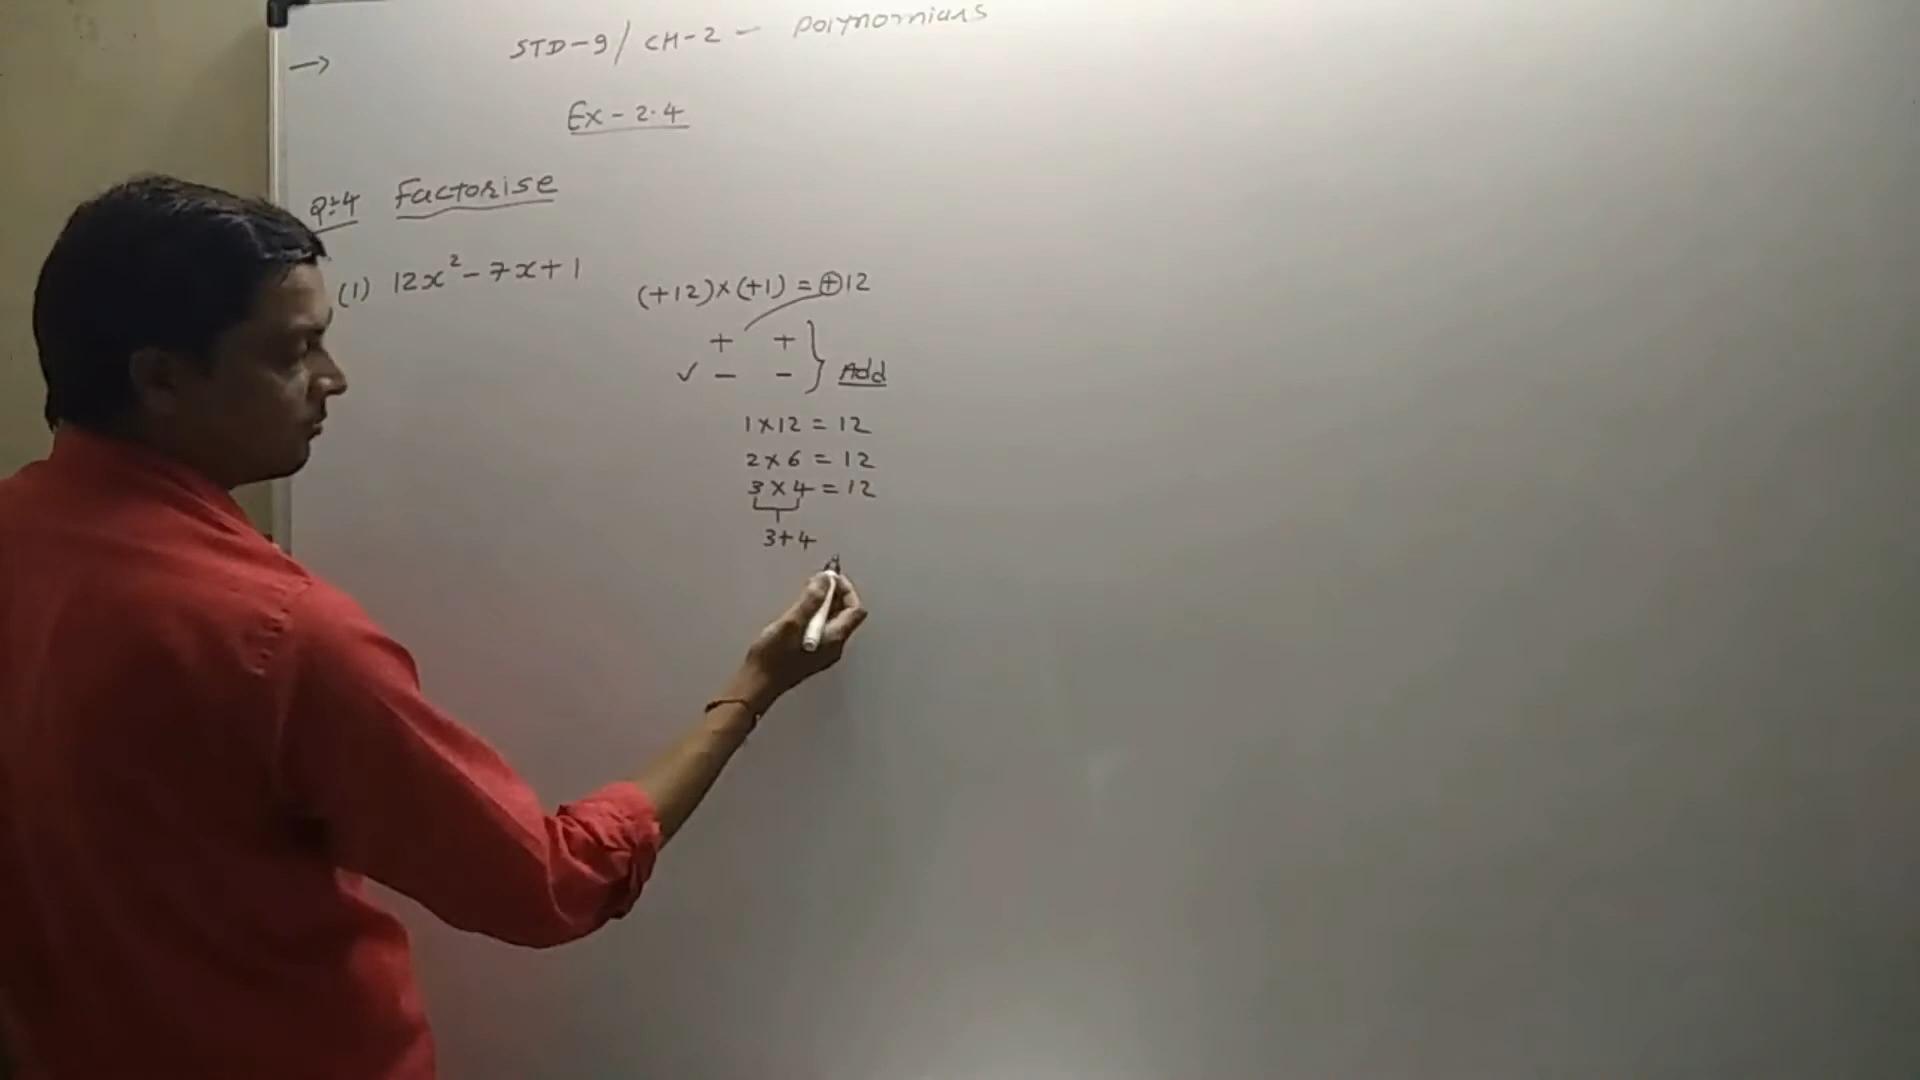 → STD-9/ CH-2 - Polynomials
Ex-2.4
Q:4 Factorise
(1) 12x² - 7x + 1
(+12)×(+1) = ⊕12
+ +
✓ - - } Add
1×12 = 12
2×6 = 12
3×4 = 12
3+4